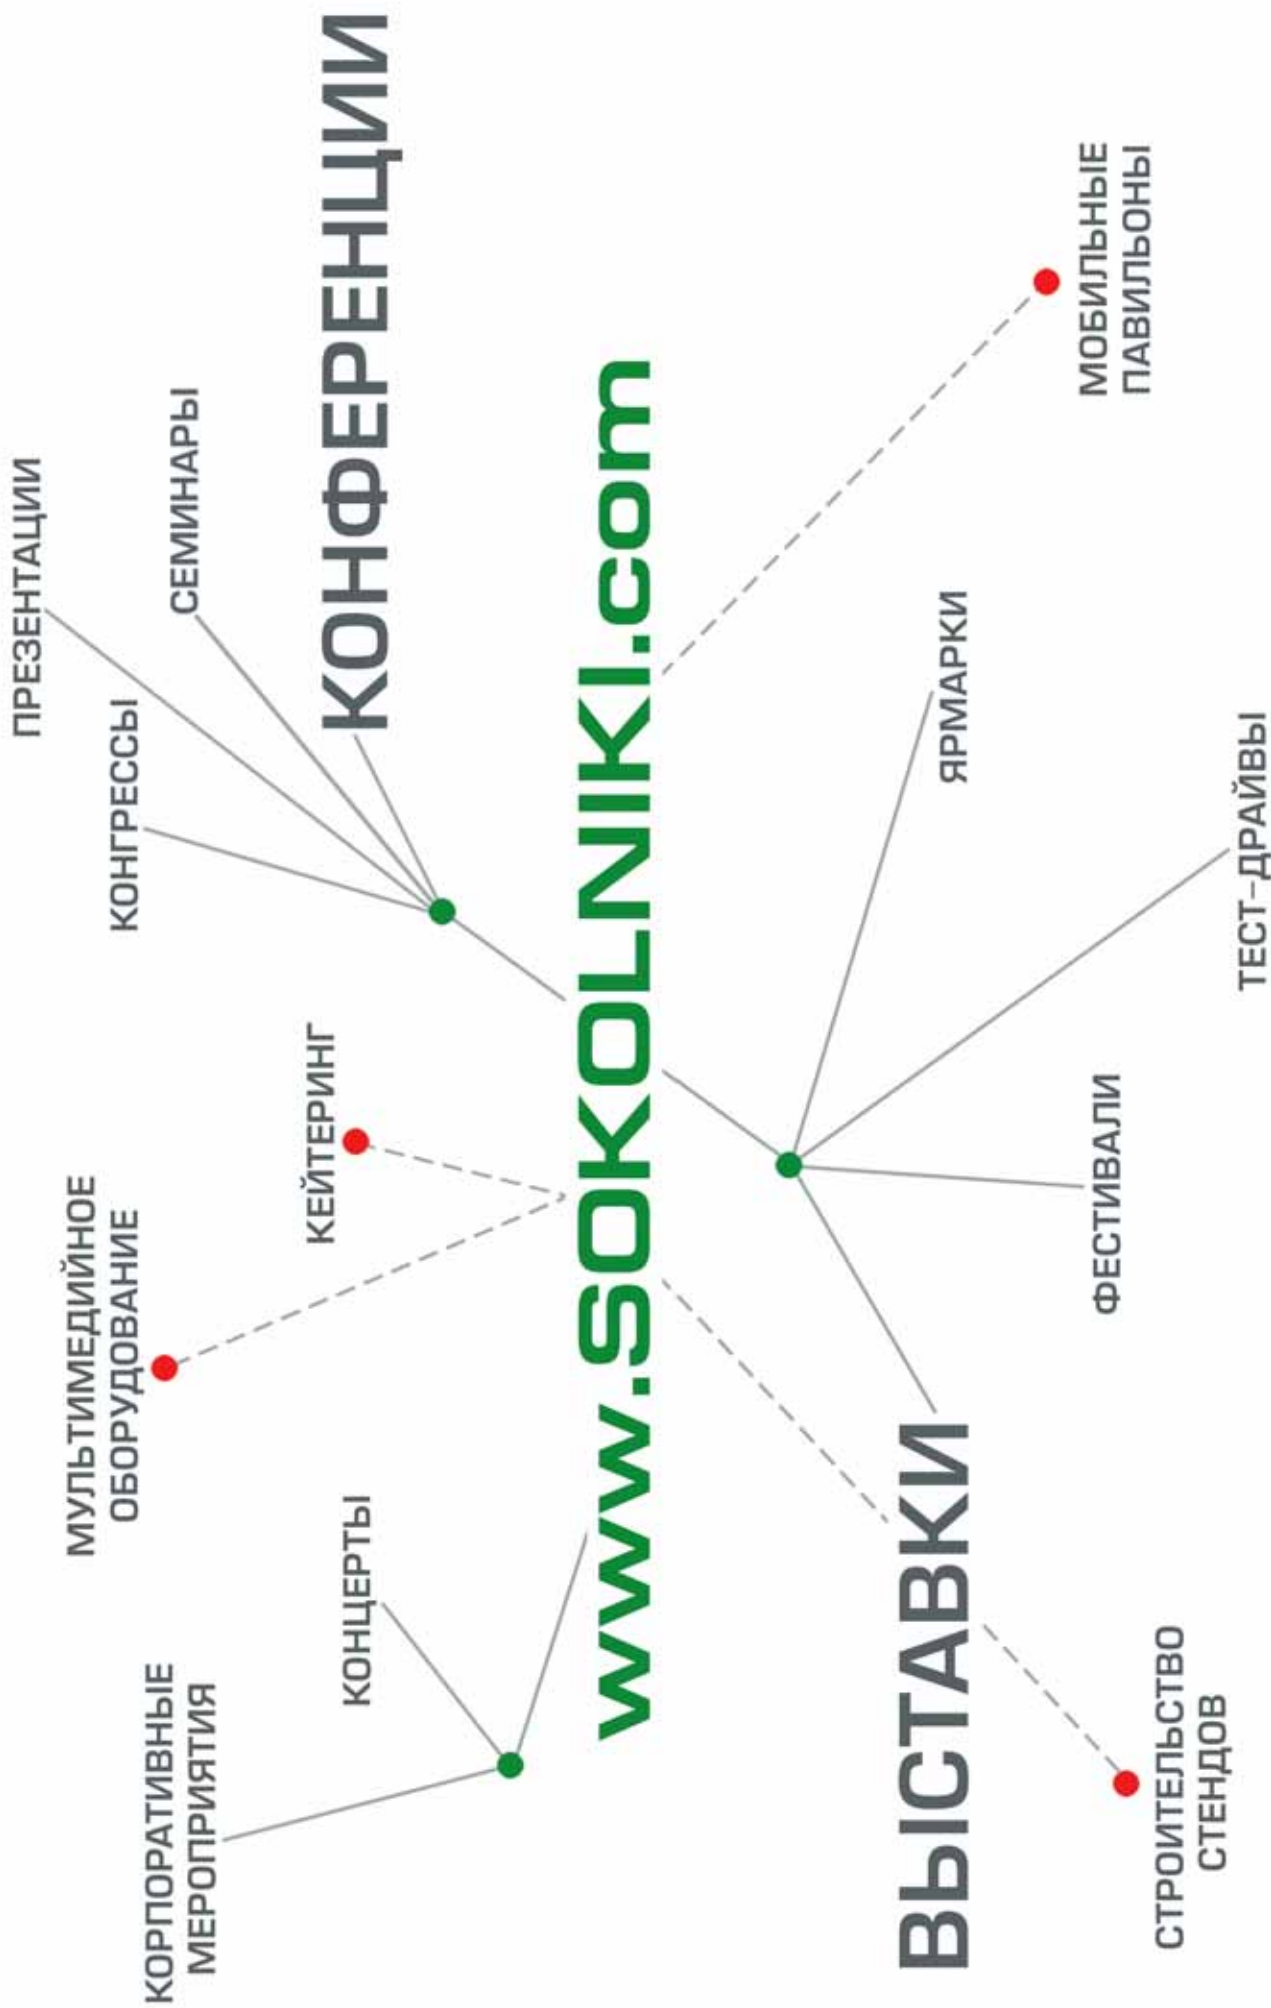 ПРЕЗЕНТАЦИИ
МУЛЬТИМЕДИЙНОЕ
ОБОРУДОВАНИЕ
КОНГРЕССЫ
КОРПОРАТИВНЫЕ
МЕРОПРИЯТИЯ
СЕМИНАРЫ
КЕЙТЕРИНГ
КОНЦЕРТЫ
КОНФЕРЕНЦИИ
www.SOKOLNIKI.com
ВЫСТАВКИ
ЯРМАРКИ
МОБИЛЬНЫЕ
ПАВИЛЬОНЫ
ФЕСТИВАЛИ
СТРОИТЕЛЬСТВО
СТЕНДОВ
ТЕСТ-ДРАЙВЫ